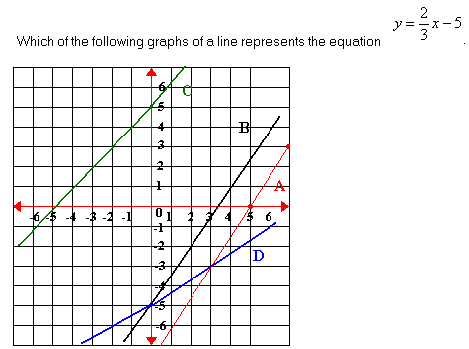 Which of the following graphs of a line represents the equation y = 2/3 x - 5.
6
5
4
3
2
1
0
-1
-2
-3
-4
-5
-6
-6 -5 -4 -3 -2 -1 1 2 3 4 5 6
C
B
A
D